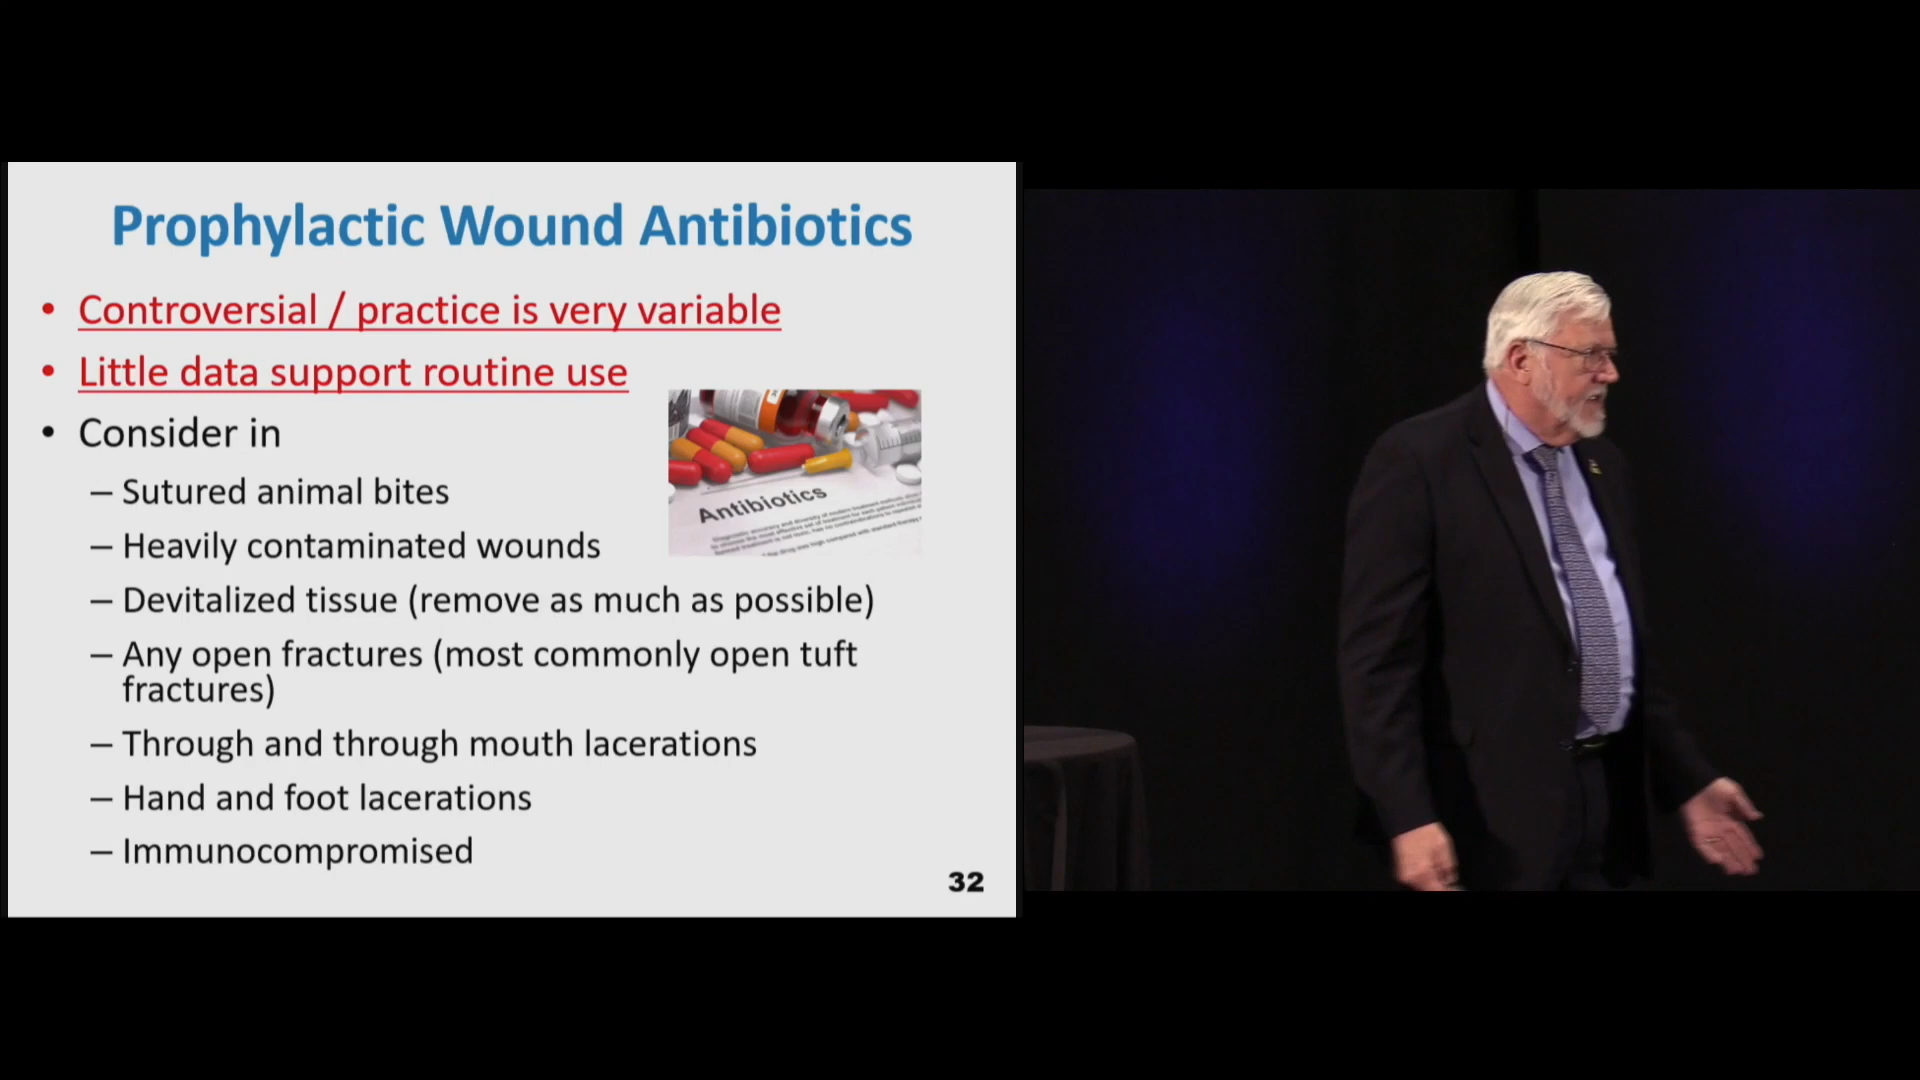 Prophylactic Wound Antibiotics
• Controversial / practice is very variable
• Little data support routine use
• Consider in
– Sutured animal bites
– Heavily contaminated wounds
– Devitalized tissue (remove as much as possible)
– Any open fractures (most commonly open tuft
fractures)
– Through and through mouth lacerations
– Hand and foot lacerations
– Immunocompromised
Antibiotics
32